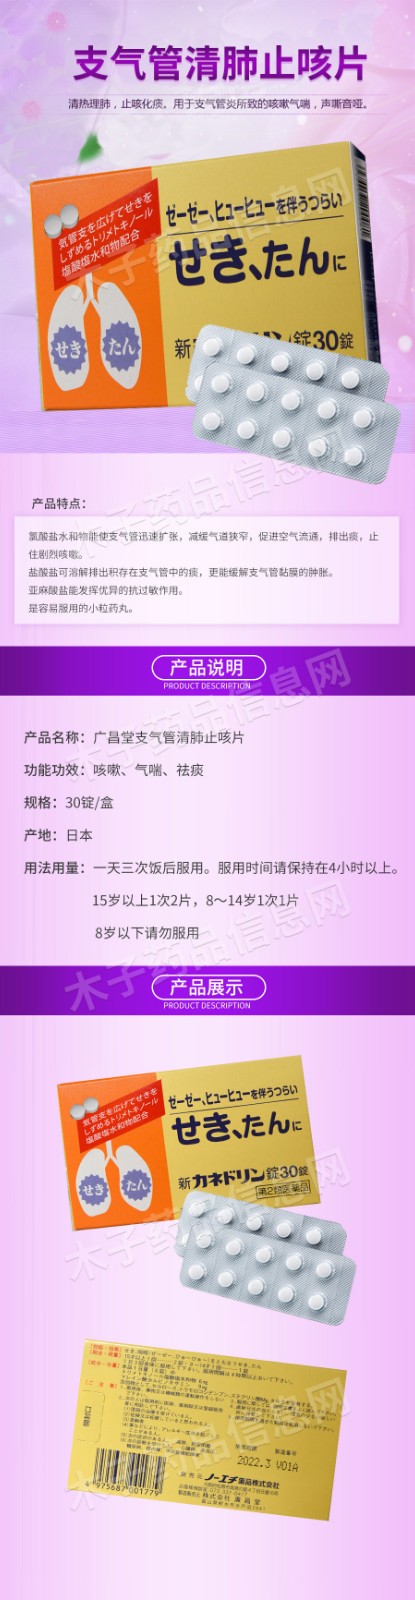 支气管清肺止咳片
清热理肺，止咳化痰。用于支气管炎所致的咳嗽气喘，声嘶音哑。
気管支を広げてせきを
しずめるトリメトキノール
塩酸塩水和物配合
ゼーゼー、ヒューヒューを伴うつらい
せき、たんに
せき
たん
新
錠30錠
木子药品信息网
产品特点：
氯酸盐水和物能使支气管迅速扩张，减缓气道狭窄，促进空气流通，排出痰，止
住剧烈咳嗽。
盐酸盐可溶解排出积存在支气管中的痰，更能缓解支气管黏膜的肿胀。
亚麻酸盐能发挥优异的抗过敏作用。
是容易服用的小粒药丸。
产品说明
PRODUCT DESCRIPTION
产品名称：广昌堂支气管清肺止咳片
功能功效：咳嗽、气喘、祛痰
规格：30锭/盒
产地：日本
用法用量：一天三次饭后服用。服用时间请保持在4小时以上。
15岁以上1次2片，8～14岁1次1片
8岁以下请勿服用
产品展示
PRODUCT DESCRIPTION
気管支を広げてせきを
しずめるトリメトキノール
塩酸塩水和物配合
ゼーゼー、ヒューヒューを伴うつらい
せき、たんに
せき
たん
新カネドリン錠30錠
第2類医薬品
2022.3 V01A
ノーエチ薬品株式会社
株式会社 廣昌堂
4 975687 001779